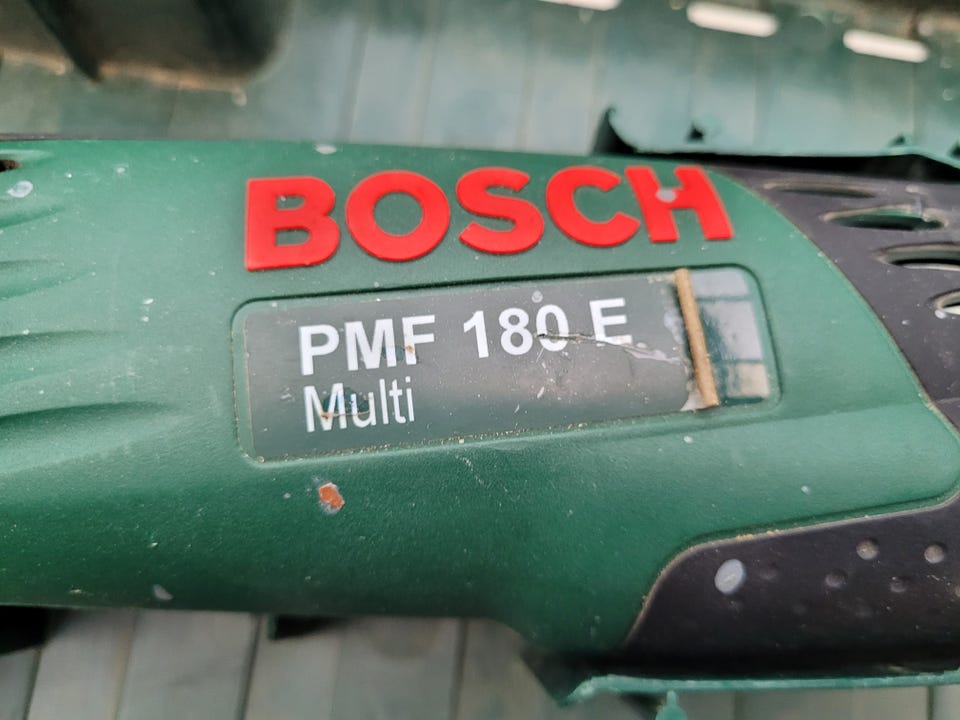 BOSCH
PMF 180 E
Multi